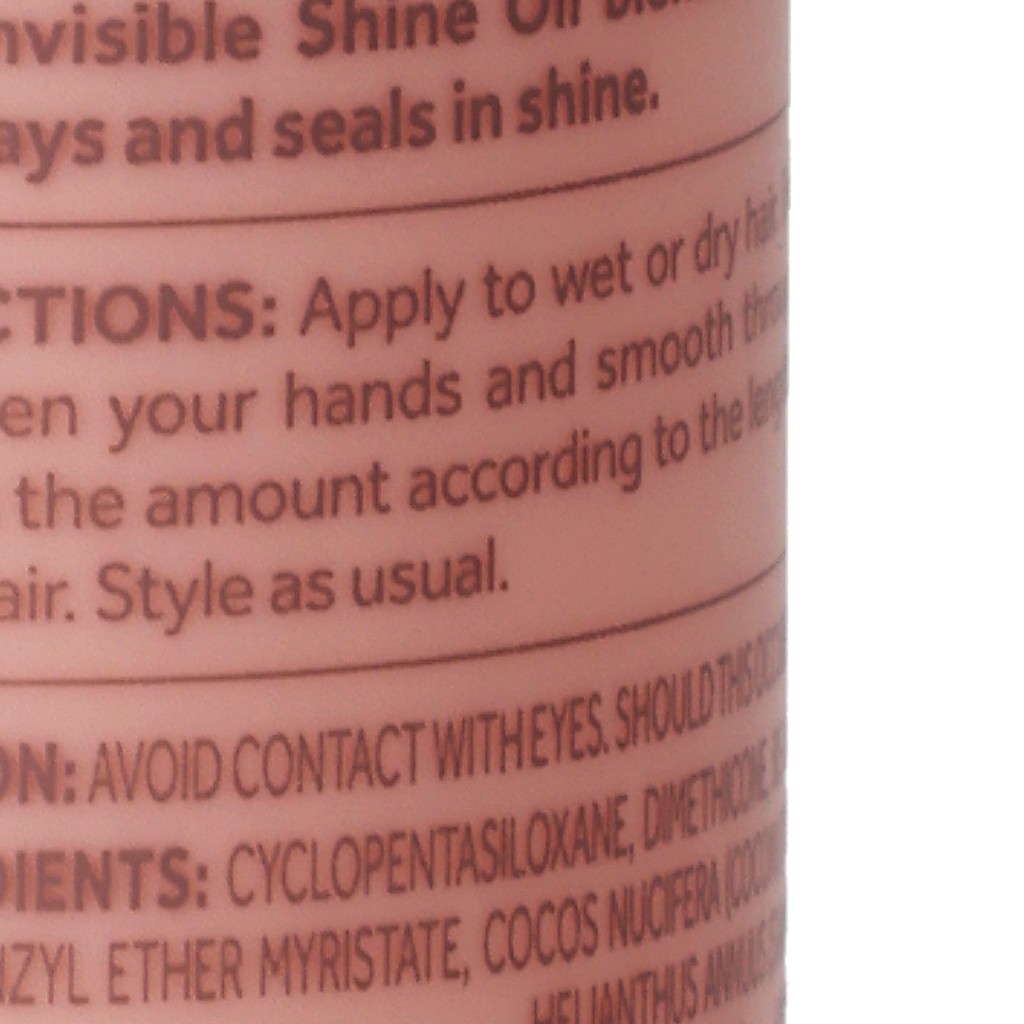 nvisible Shine Oil
ays and seals in shine.
CTIONS: Apply to wet or dry hair
en your hands and smooth
the amount according to the
air. Style as usual.
ON: AVOID CONTACT WITH EYES. SHOULD THIS
DIENTS: CYCLOPENTASILOXANE, DIMETHICONE,
NZYL ETHER MYRISTATE, COCOS NUCIFERA
HELIANTHUS ANNUUS